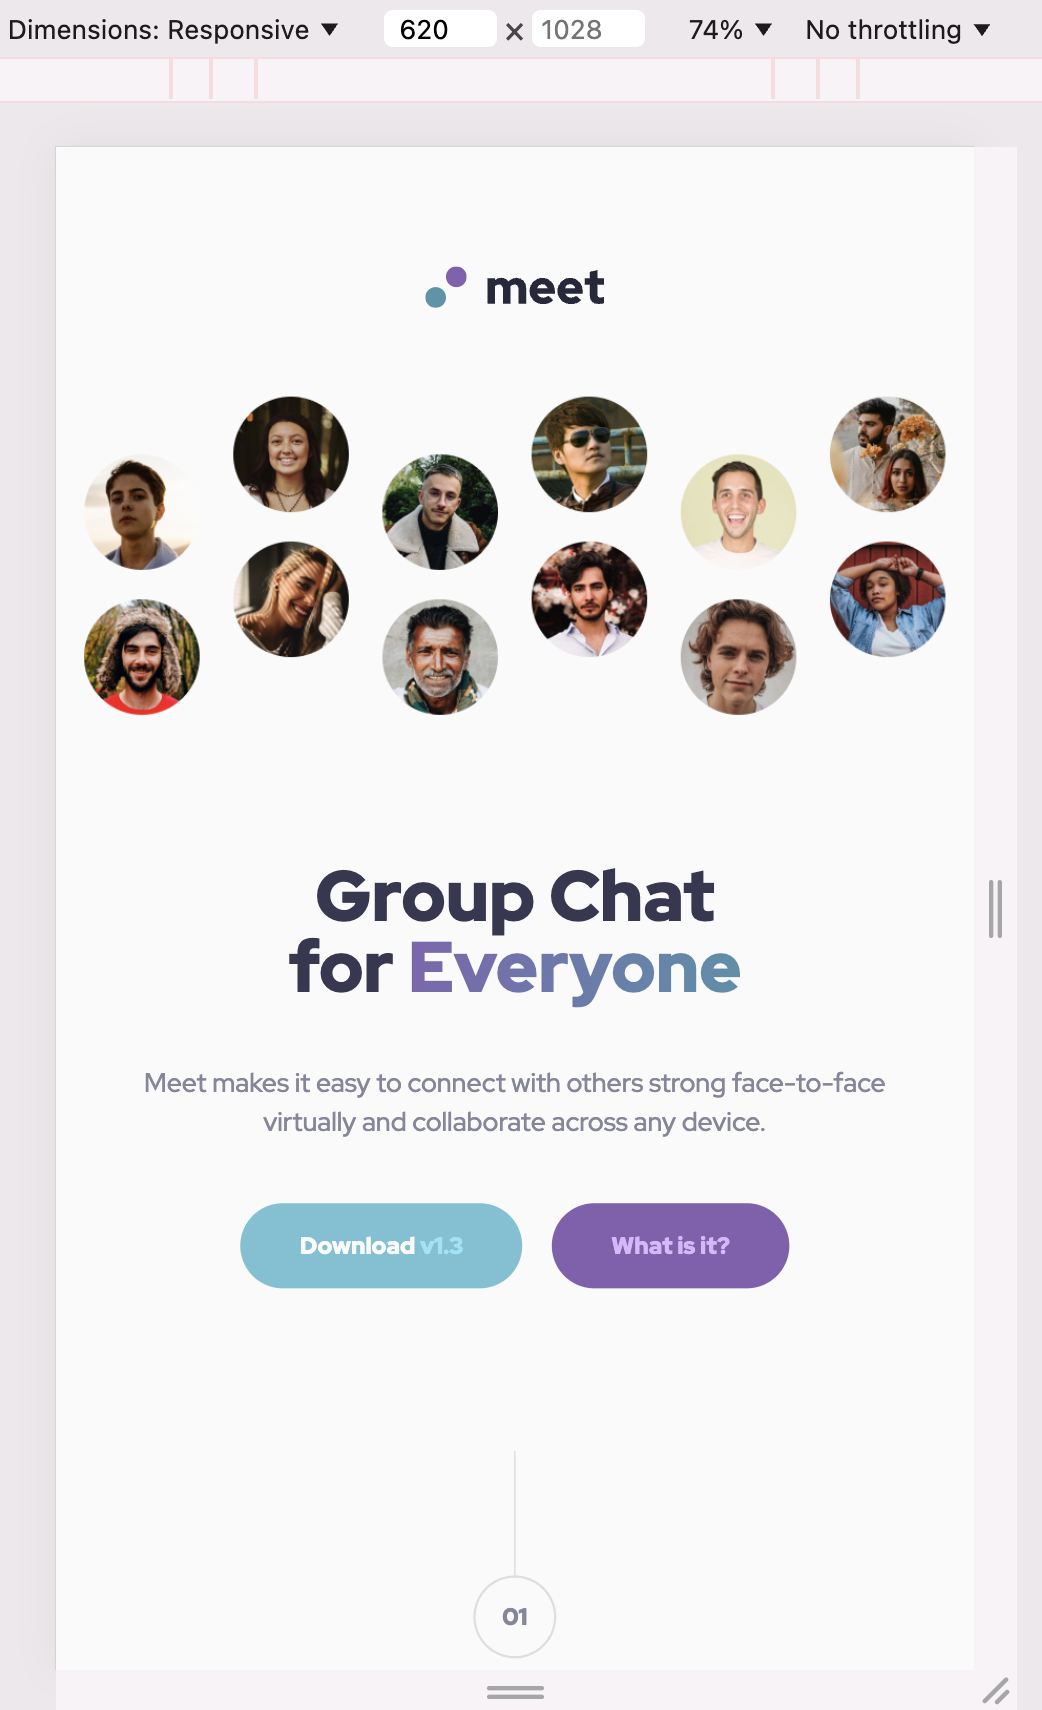 Dimensions: Responsive ▼ 620 × 1028 74% ▼ No throttling ▼
meet
Group Chat
for Everyone
Meet makes it easy to connect with others strong face-to-face
virtually and collaborate across any device.
Download v1.3 What is it?
01